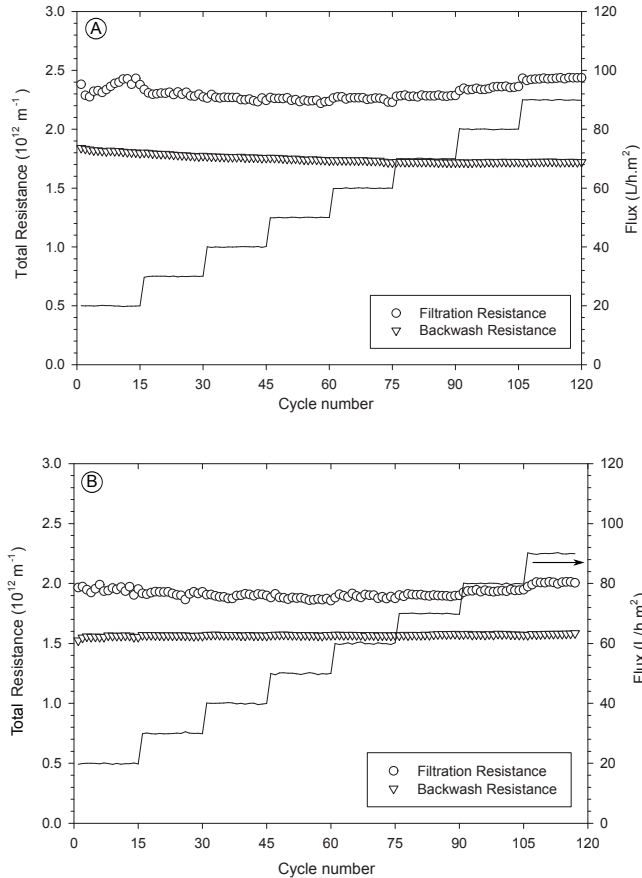 A
3.0
2.5
2.0
1.5
1.0
0.5
0.0
Total Resistance (10¹² m⁻¹)
120
100
80
60
40
20
0
Flux (L/h.m²)
Filtration Resistance
Backwash Resistance
0 15 30 45 60 75 90 105 120
Cycle number
B
3.0
2.5
2.0
1.5
1.0
0.5
0.0
Total Resistance (10¹² m⁻¹)
120
100
80
60
40
20
0
Flux (L/h.m²)
Filtration Resistance
Backwash Resistance
0 15 30 45 60 75 90 105 120
Cycle number